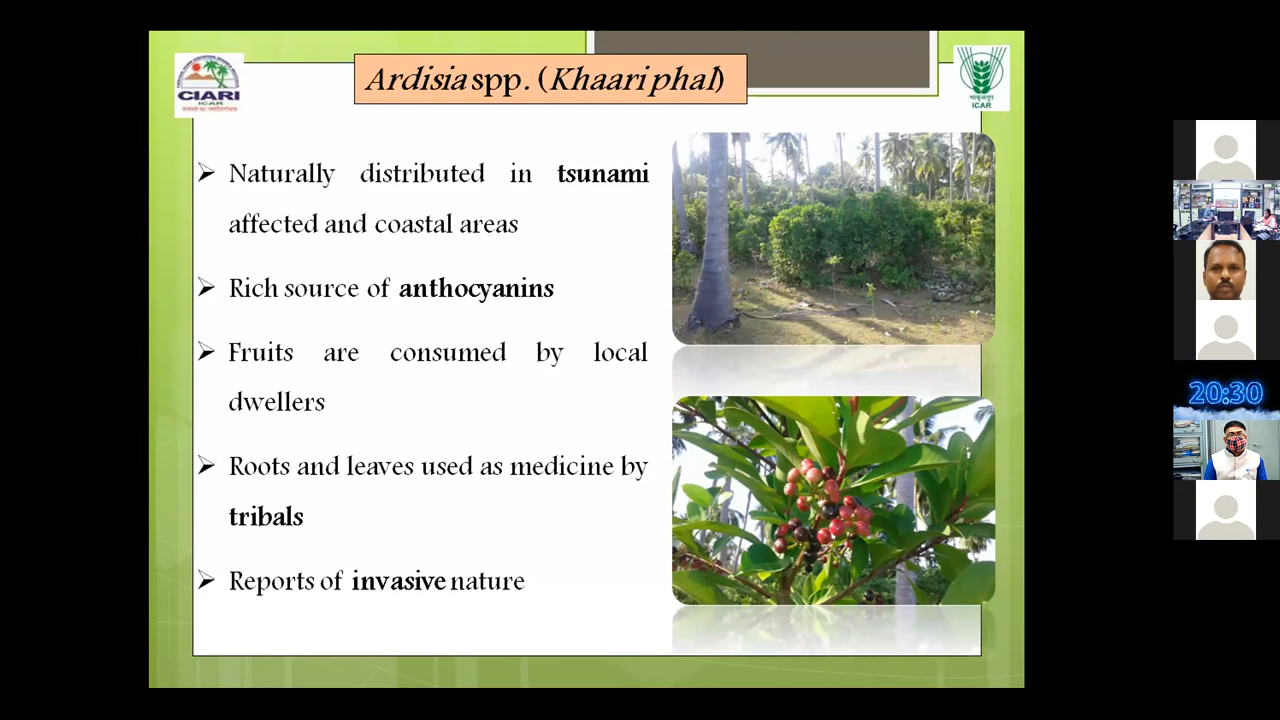 Ardisia spp. (Khaari phal)
CIARI
ICAR
ICAR
Naturally distributed in tsunami
affected and coastal areas
Rich source of anthocyanins
Fruits are consumed by local
dwellers
Roots and leaves used as medicine by
tribals
Reports of invasive nature
20:30